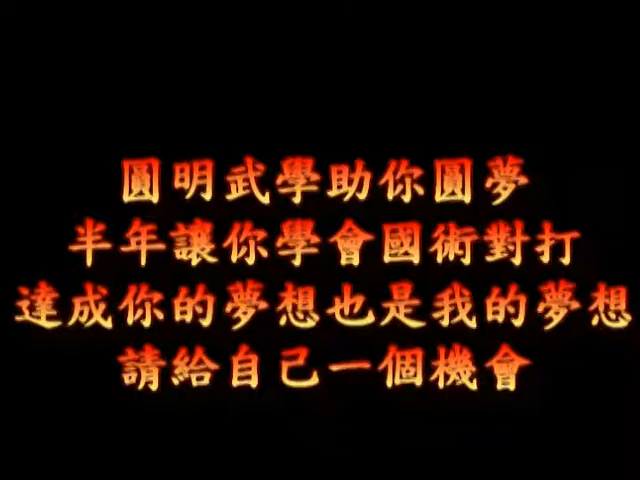 圓明武學助你圓夢
半年讓你學會國術對打
達成你的夢想也是我的夢想
請給自己一個機會